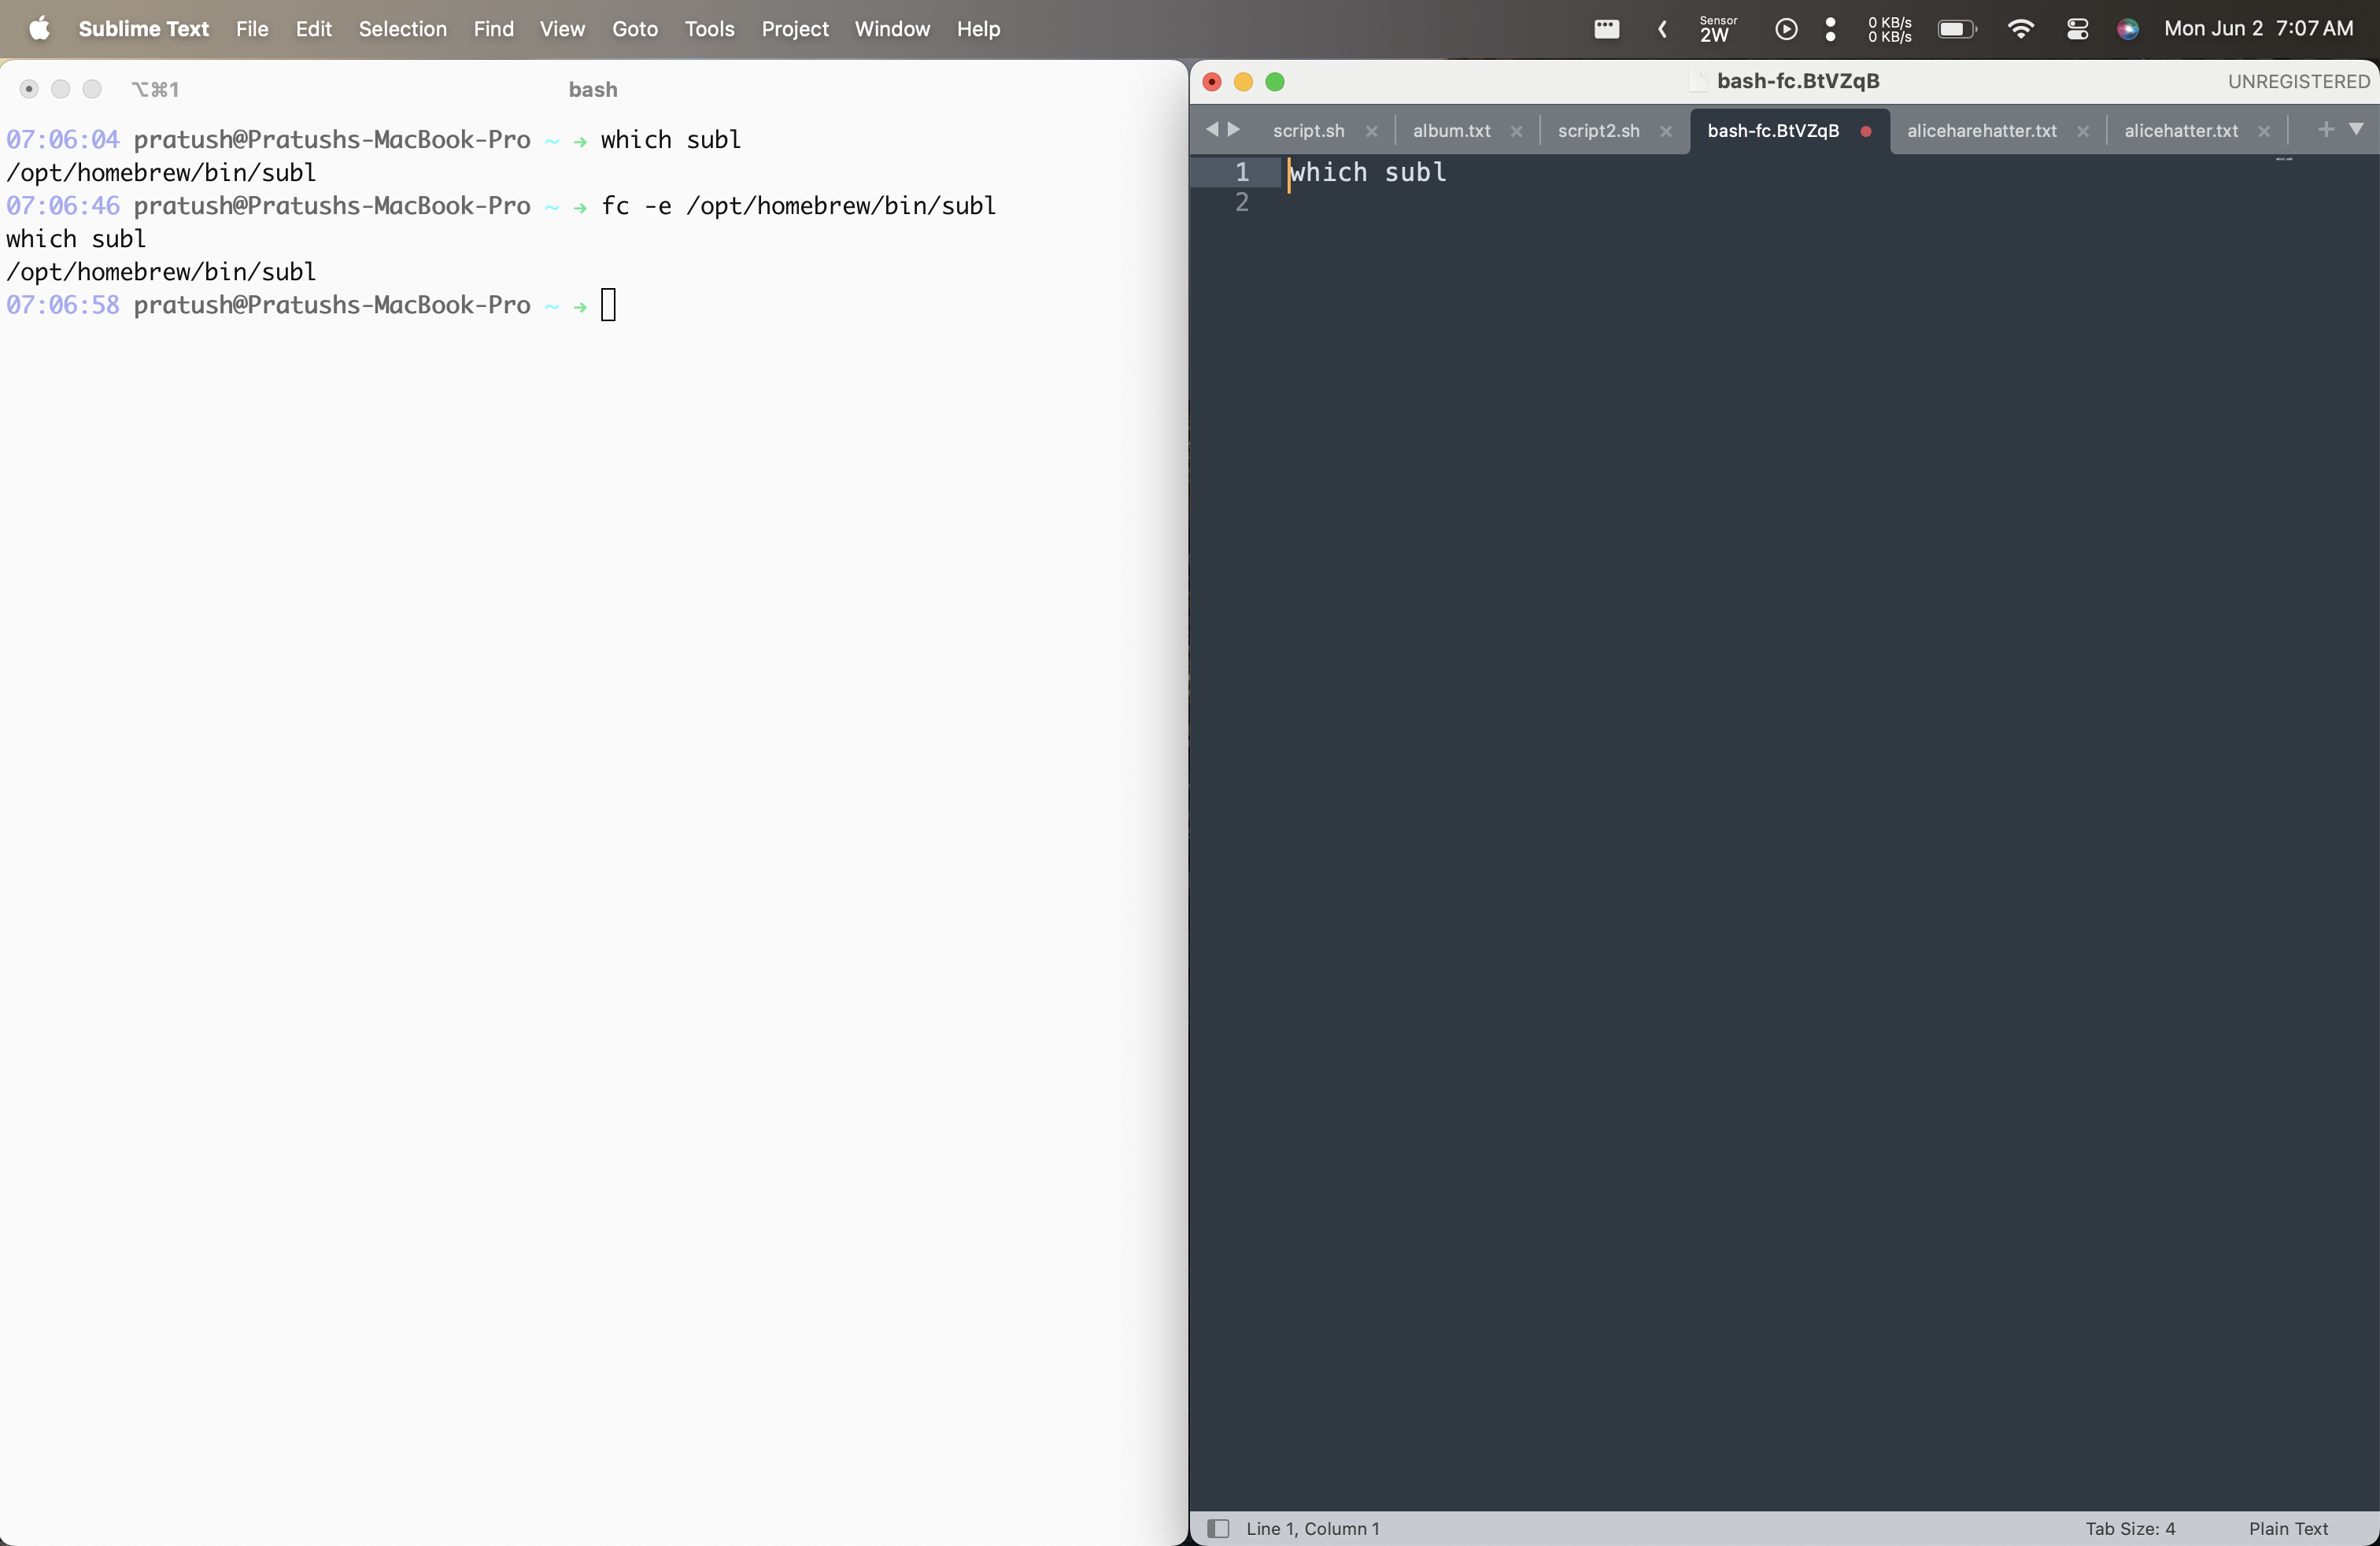 Sublime Text File Edit Selection Find View Goto Tools Project Window Help
Sensor
2W
0 KB/s
0 KB/s
Mon Jun 2 7:07 AM
⌥⌘1 bash
07:06:04 pratush@Pratushs-MacBook-Pro ~ → which subl
/opt/homebrew/bin/subl
07:06:46 pratush@Pratushs-MacBook-Pro ~ → fc -e /opt/homebrew/bin/subl
which subl
/opt/homebrew/bin/subl
07:06:58 pratush@Pratushs-MacBook-Pro ~ →
bash-fc.BtVZqB UNREGISTERED
script.sh album.txt script2.sh bash-fc.BtVZqB aliceharehatter.txt alicehatter.txt
1 which subl
2
Line 1, Column 1 Tab Size: 4 Plain Text